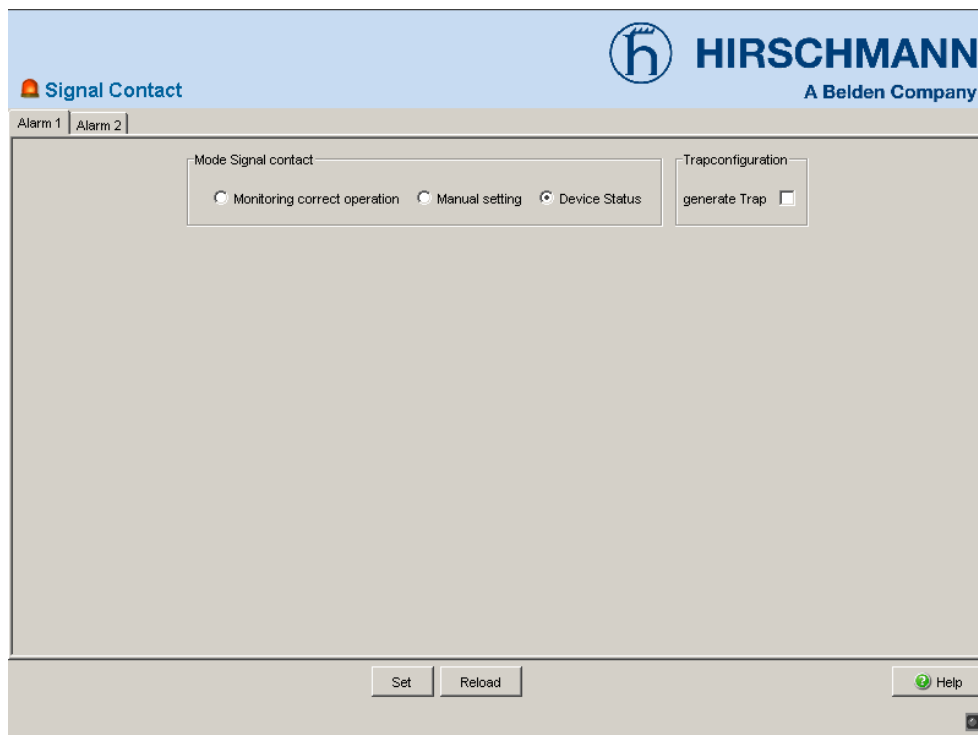 HIRSCHMANN
A Belden Company
Signal Contact
Alarm 1 Alarm 2
Mode Signal contact Trapconfiguration
Monitoring correct operation Manual setting Device Status generate Trap
Set Reload Help